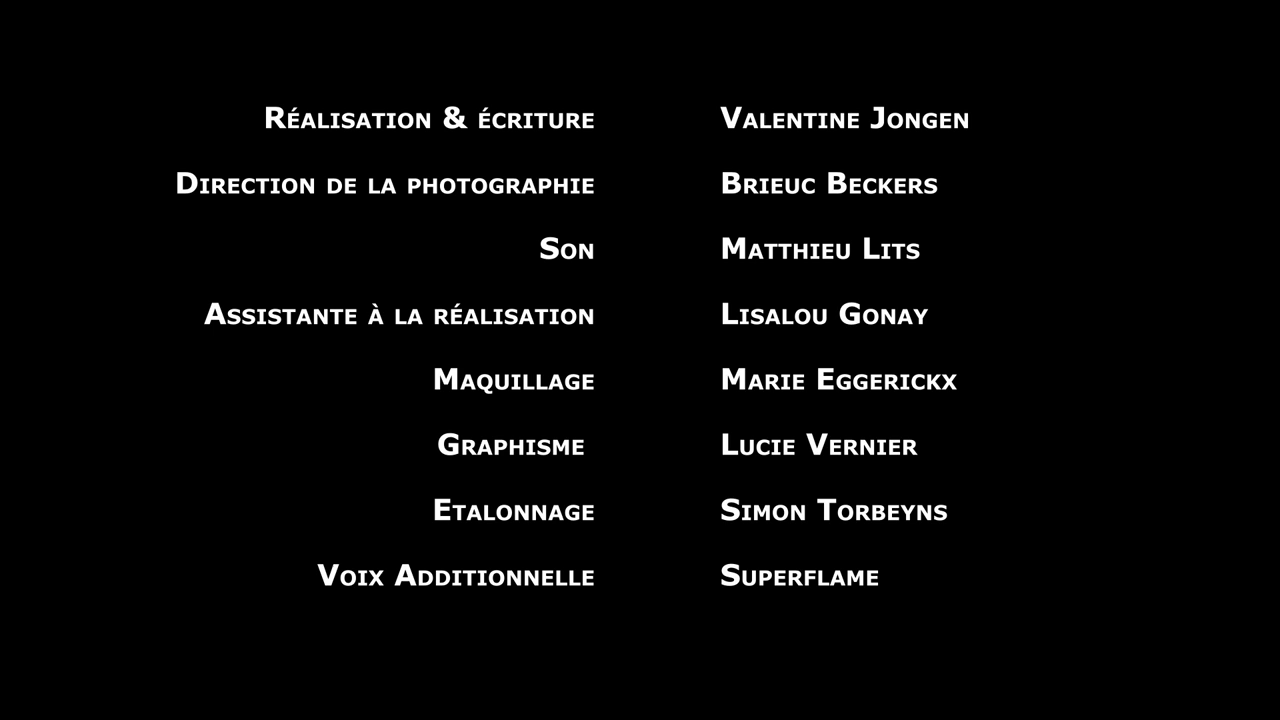 Réalisation & écriture Valentine Jongen
Direction de la photographie Brieuc Beckers
Son Matthieu Lits
Assistante à la réalisation Lisalou Gonay
Maquillage Marie Eggerickx
Graphisme Lucie Vernier
Etalonnage Simon Torbeyns
Voix Additionnelle Superflame